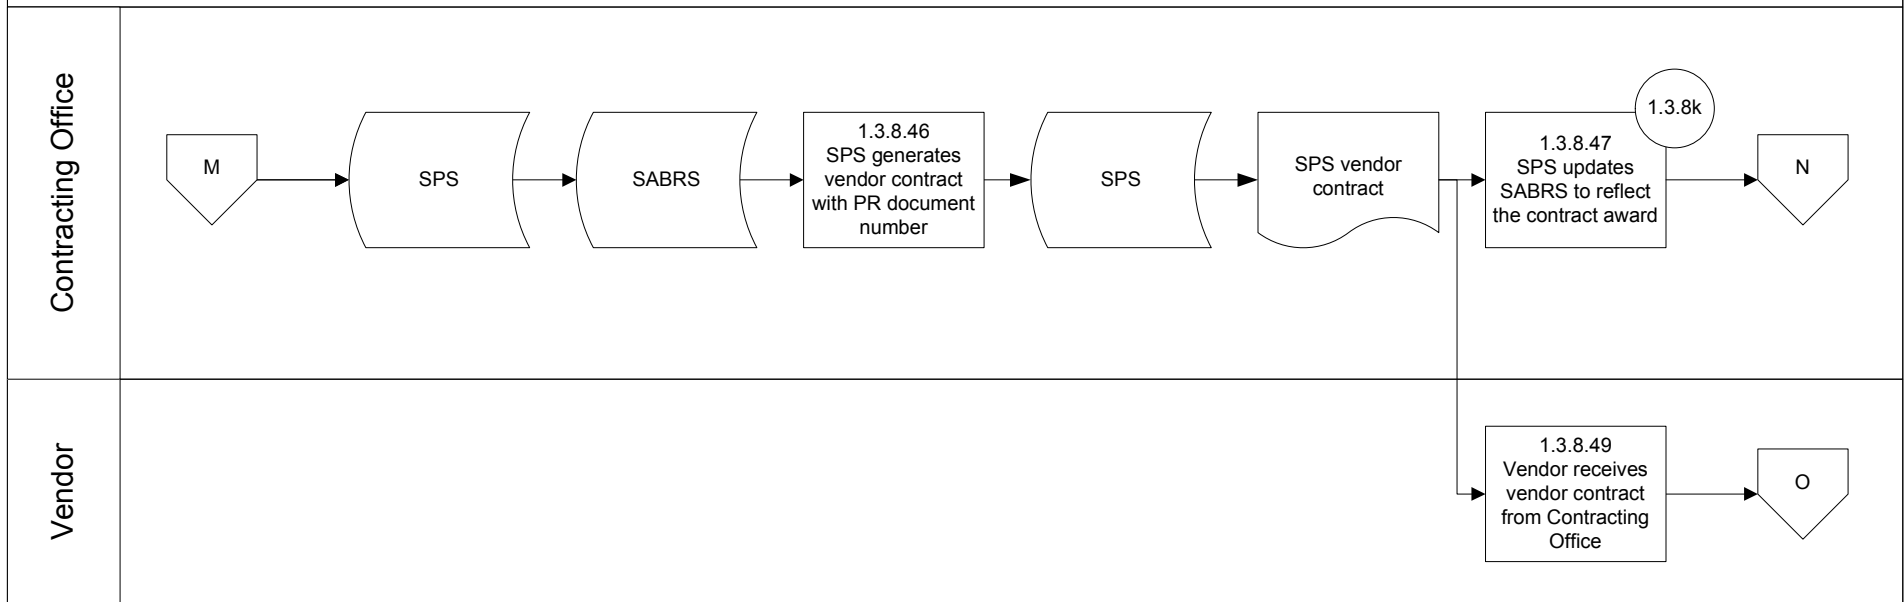 Contracting Office
M
SPS
SABRS
1.3.8.46
SPS generates
vendor contract
with PR document
number
SPS
SPS vendor
contract
1.3.8k
1.3.8.47
SPS updates
SABRS to reflect
the contract award
N
Vendor
1.3.8.49
Vendor receives
vendor contract
from Contracting
Office
O